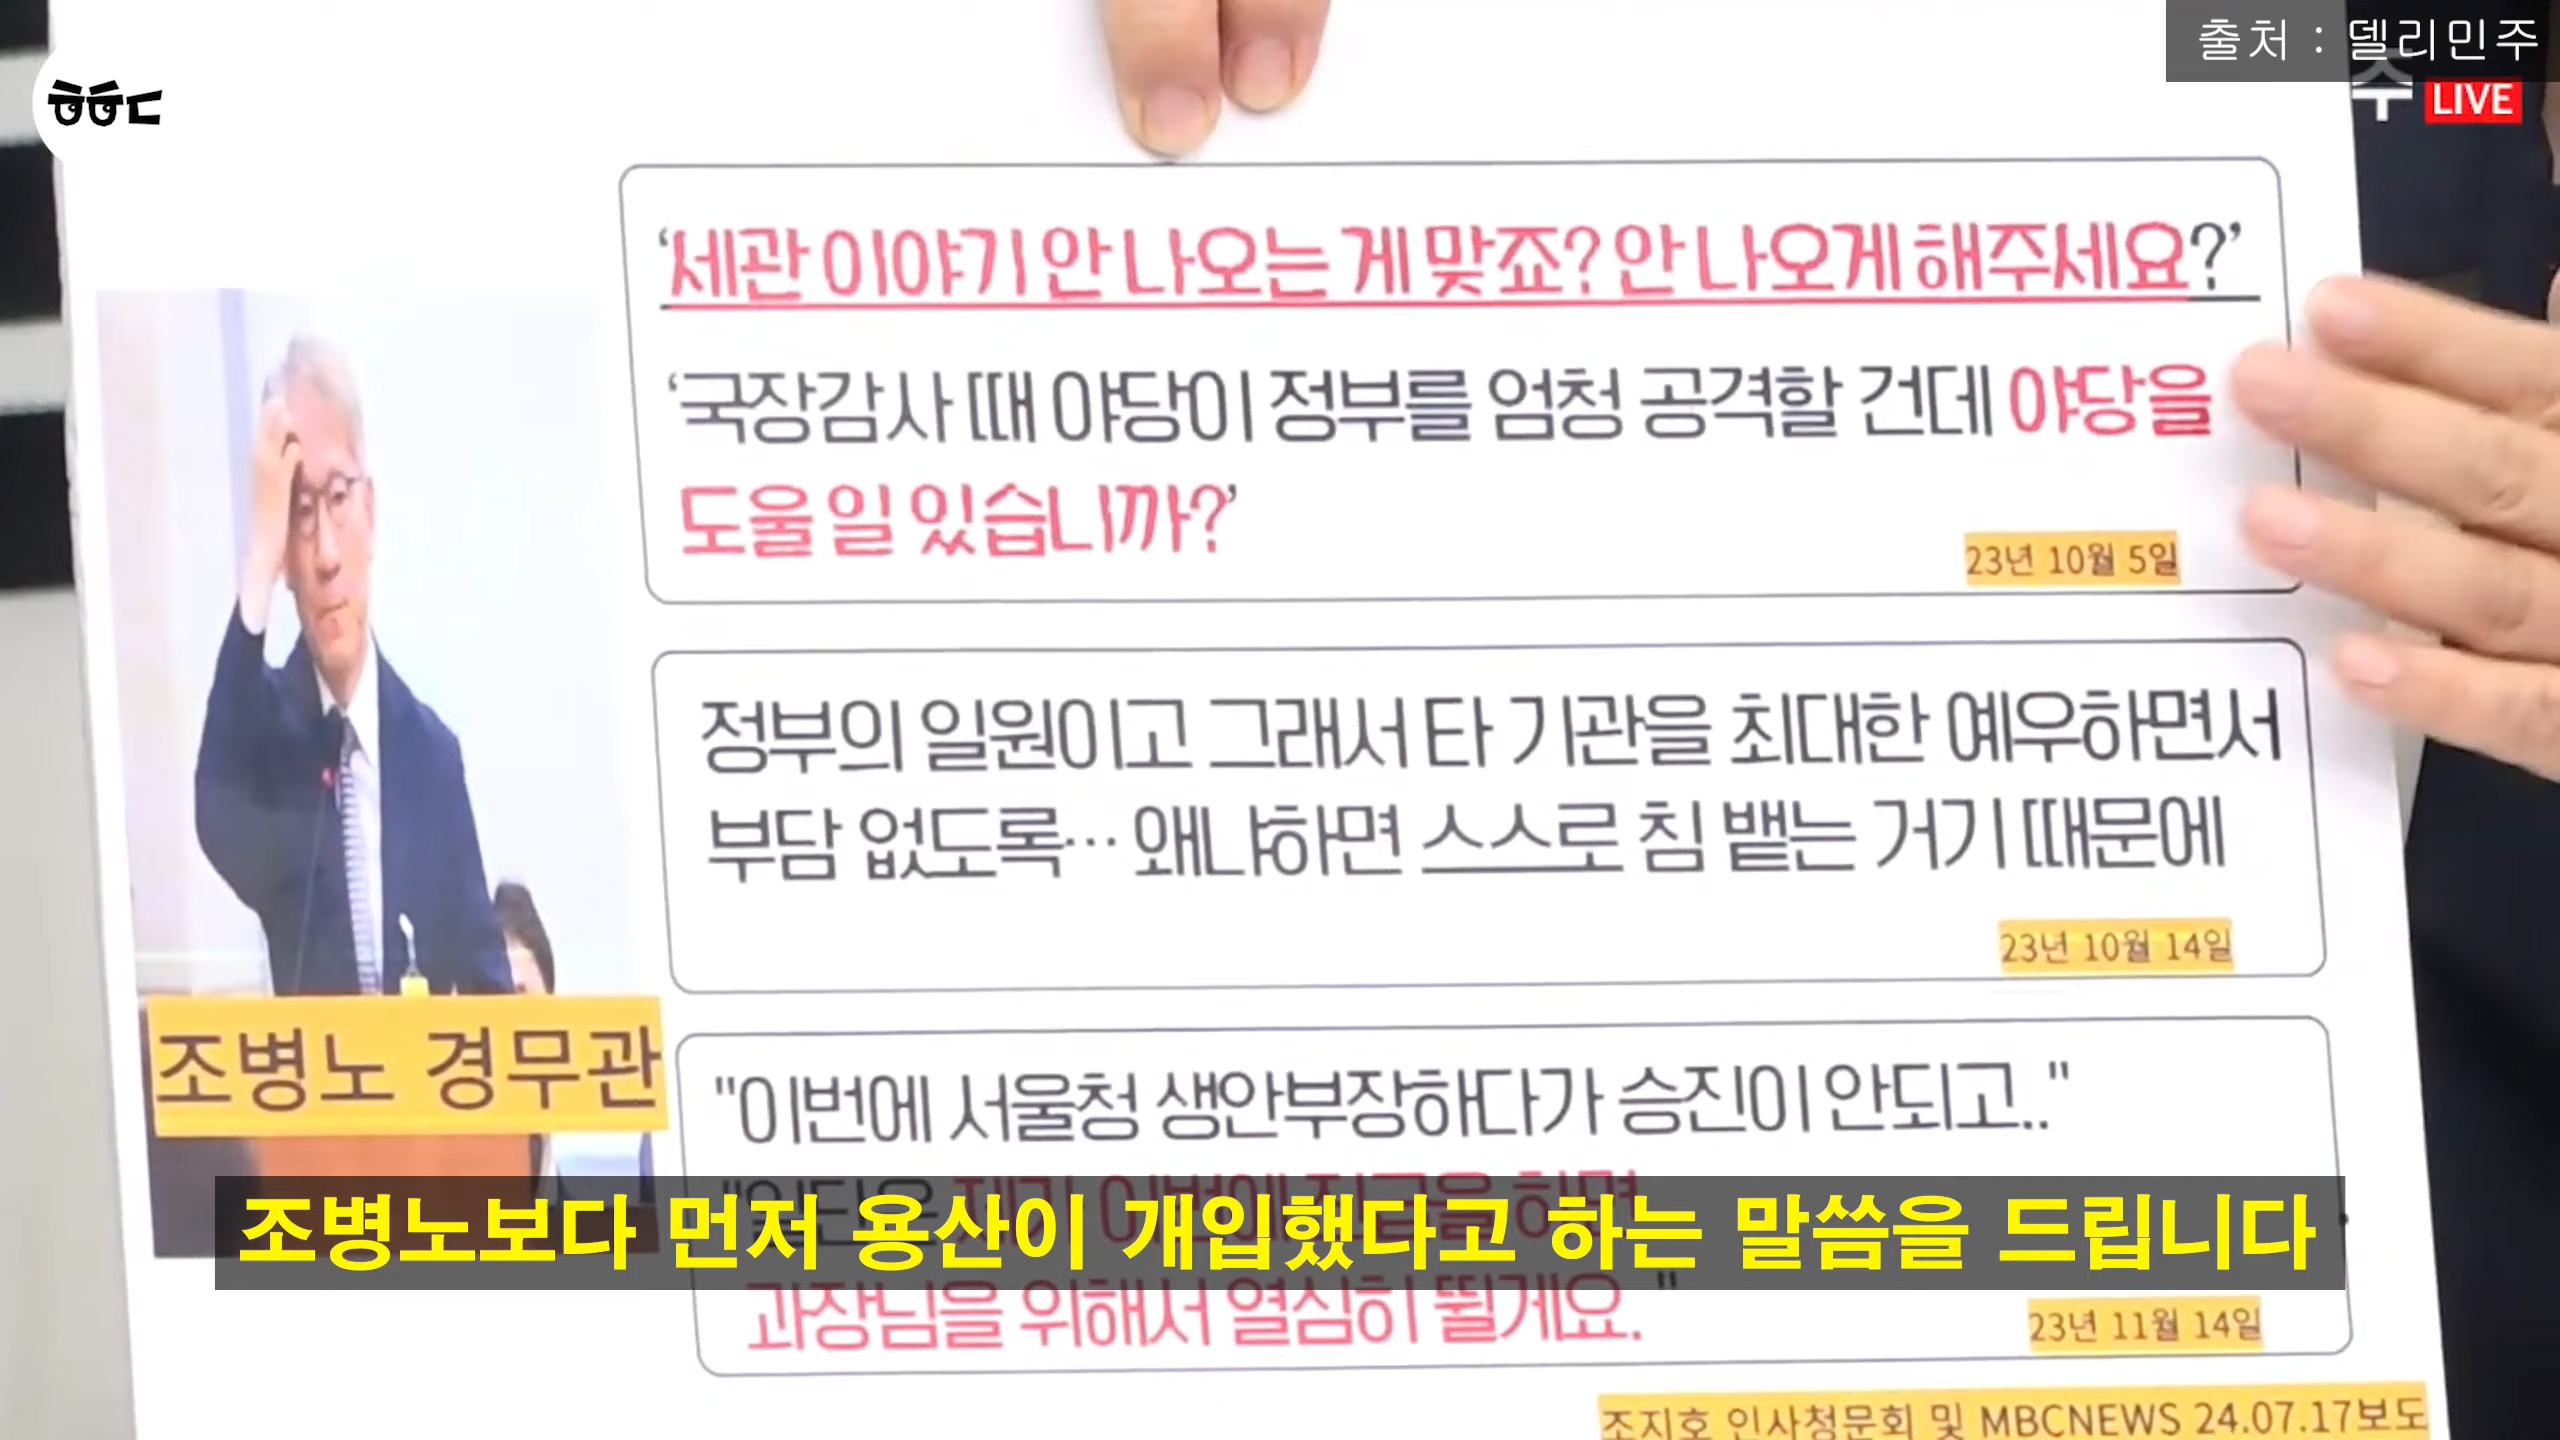 출처 : 델리민주
ㅎㅎㄷ
주 LIVE
‘세관 이야기 안 나오는 게 맞죠? 안 나오게 해주세요?’
‘국장감사 때 야당이 정부를 엄청 공격할 건데 야당을
도울 일 있습니까?’
23년 10월 5일
정부의 일원이고 그래서 타 기관을 최대한 예우하면서
부담 없도록… 왜냐하면 스스로 침 뱉는 거기 때문에
23년 10월 14일
조병노 경무관
"이번에 서울청 생안부장하다가 승진이 안되고.."
조병노보다 먼저 용산이 개입했다고 하는 말씀을 드립니다
과장님을 위해서 열심히 뛸게요. "
23년 11월 14일
조지호 인사청문회 및 MBCNEWS 24.07.17보도